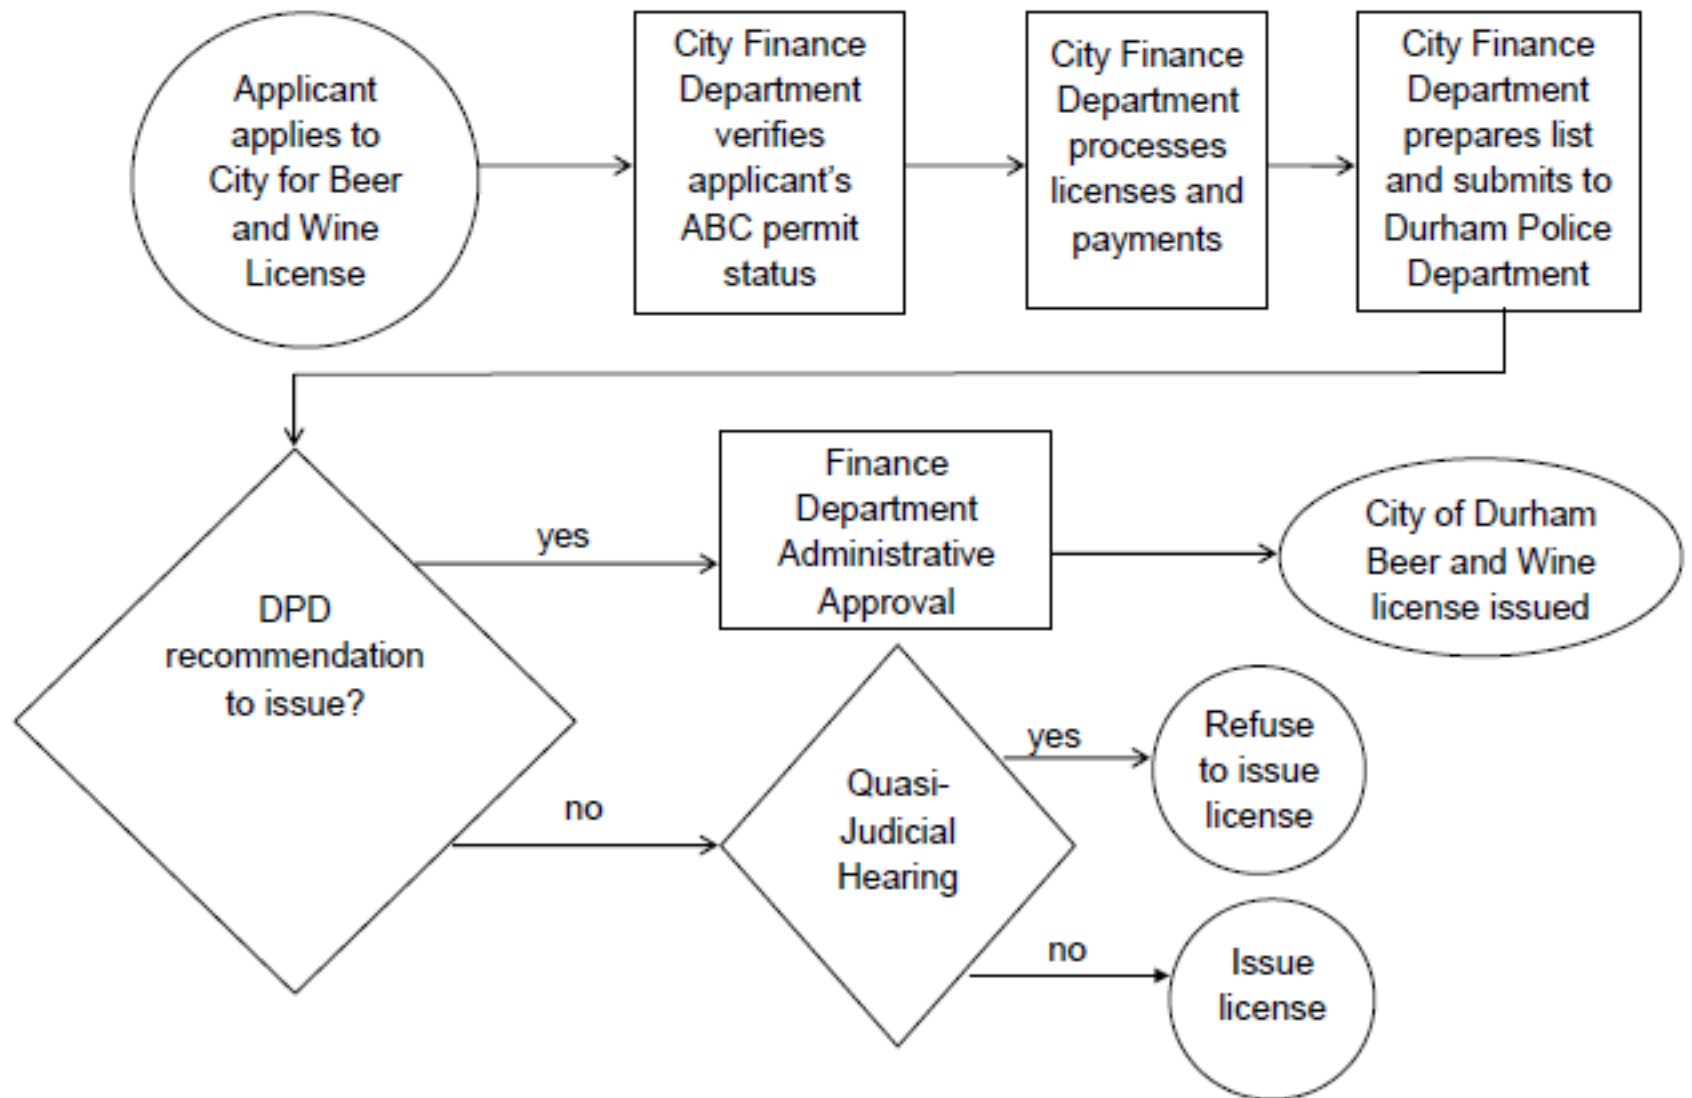 Applicant
applies to
City for Beer
and Wine
License
City Finance
Department
verifies
applicant's
ABC permit
status
City Finance
Department
processes
licenses and
payments
City Finance
Department
prepares list
and submits to
Durham Police
Department
DPD
recommendation
to issue?
yes
Finance
Department
Administrative
Approval
City of Durham
Beer and Wine
license issued
no
Quasi-
Judicial
Hearing
yes
Refuse
to issue
license
no
Issue
license